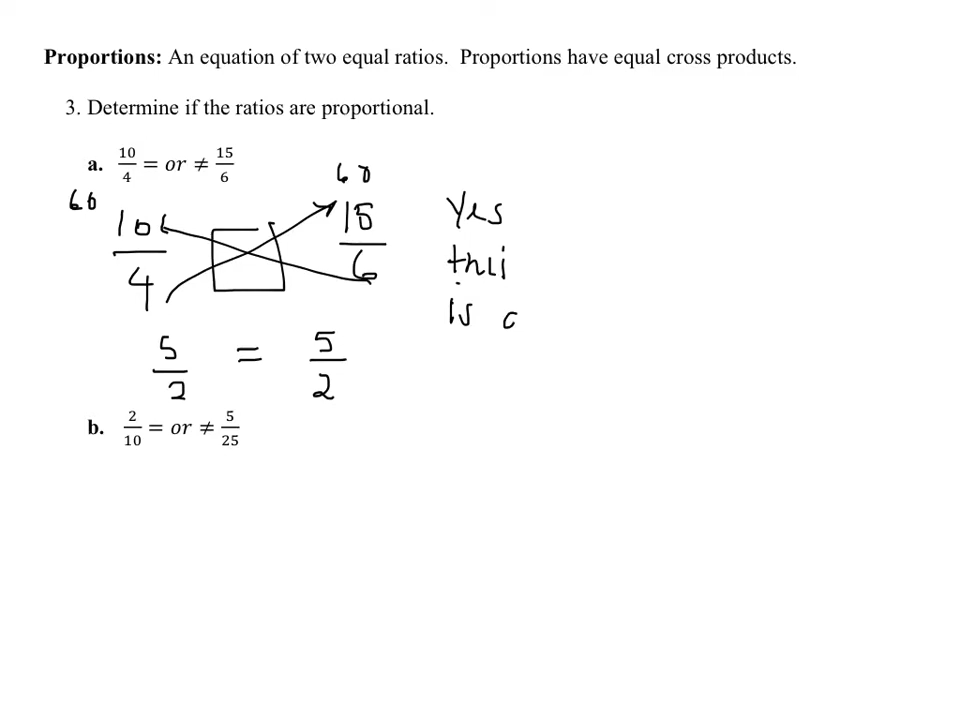 Proportions: An equation of two equal ratios. Proportions have equal cross products.
3. Determine if the ratios are proportional.
a. 10/4 = or ≠ 15/6
60 60
10/4 15/6
Yes
this
is a
5/2 = 5/2
b. 2/10 = or ≠ 5/25